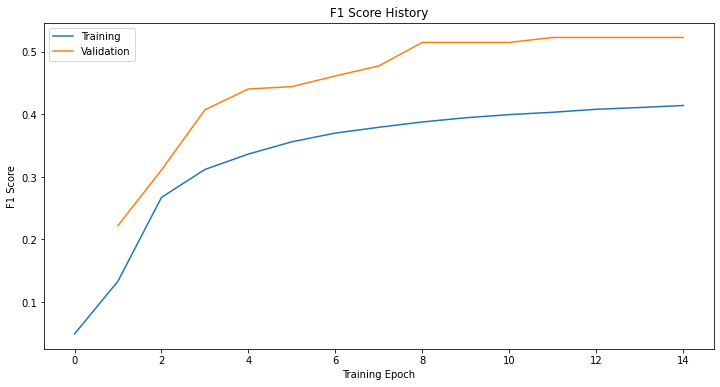 F1 Score History
Training
Validation
F1 Score
0.5
0.4
0.3
0.2
0.1
0 2 4 6 8 10 12 14
Training Epoch